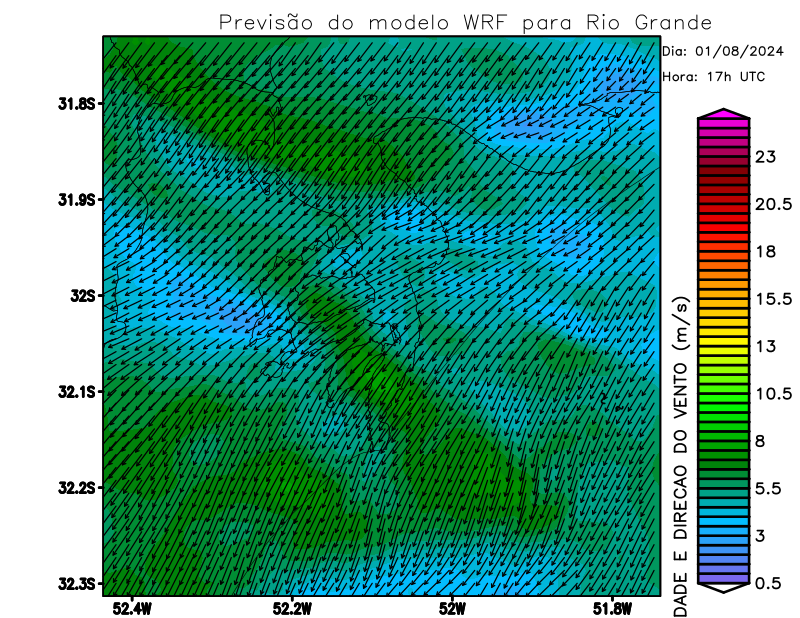 Previsão do modelo WRF para Rio Grande
Dia: 01/08/2024
Hora: 17h UTC
31.8S
31.9S
32S
32.1S
32.2S
32.3S
52.4W
52.2W
52W
51.8W
23
20.5
18
15.5
13
10.5
8
5.5
3
0.5
DADE E DIRECAO DO VENTO (m/s)